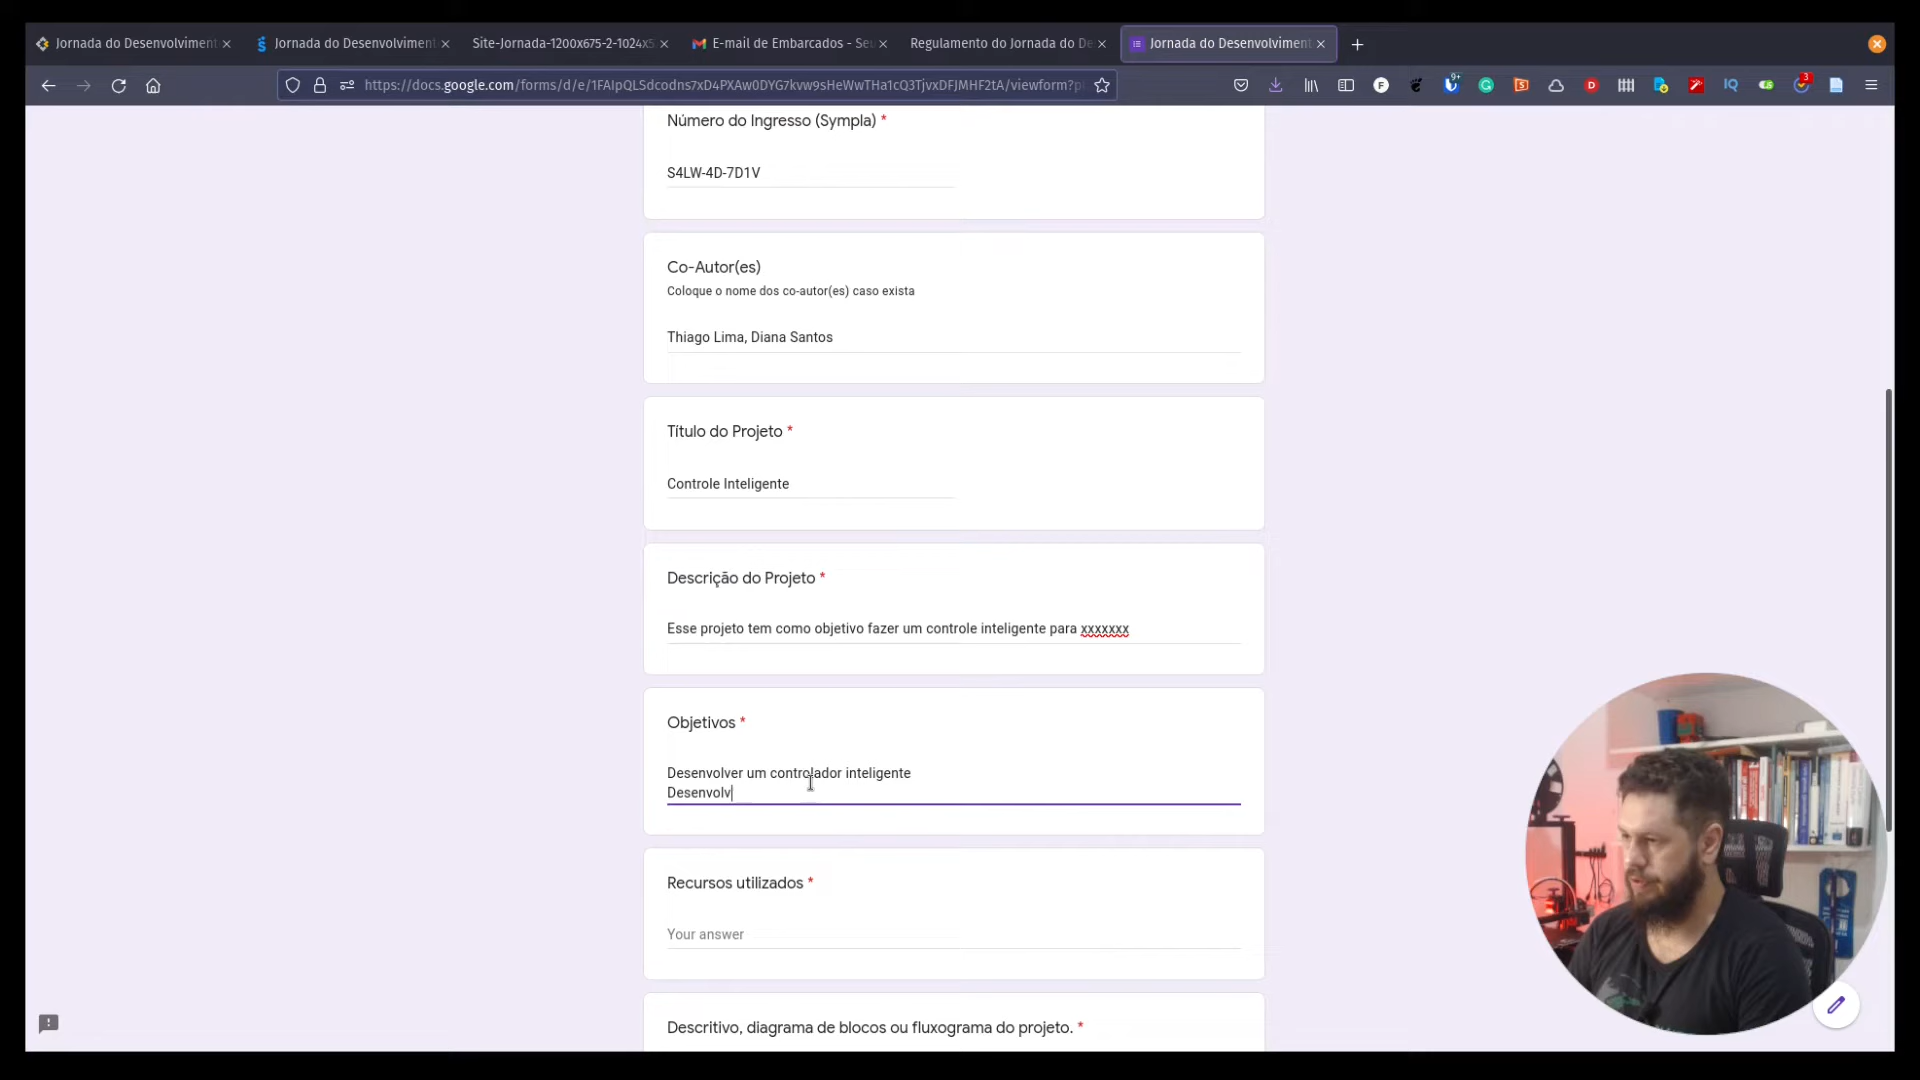 Jornada do Desenvolviment
Jornada do Desenvolviment
Site-Jornada-1200x675-2-1024x5
E-mail de Embarcados - Seu
Regulamento do Jornada do De
Jornada do Desenvolviment
https://docs.google.com/forms/d/e/1FAIpQLSdcodns7xD4PXAw0DYG7kvw9sHeWwTHa1cQ3TjvxDFJMHF2tA/viewform?p
9+
IQ
3
Número do Ingresso (Sympla) *
S4LW-4D-7D1V
Co-Autor(es)
Coloque o nome dos co-autor(es) caso exista
Thiago Lima, Diana Santos
Título do Projeto *
Controle Inteligente
Descrição do Projeto *
Esse projeto tem como objetivo fazer um controle inteligente para xxxxxxx
Objetivos *
Desenvolver um controlador inteligente
Desenvolv
Recursos utilizados *
Your answer
Descritivo, diagrama de blocos ou fluxograma do projeto. *